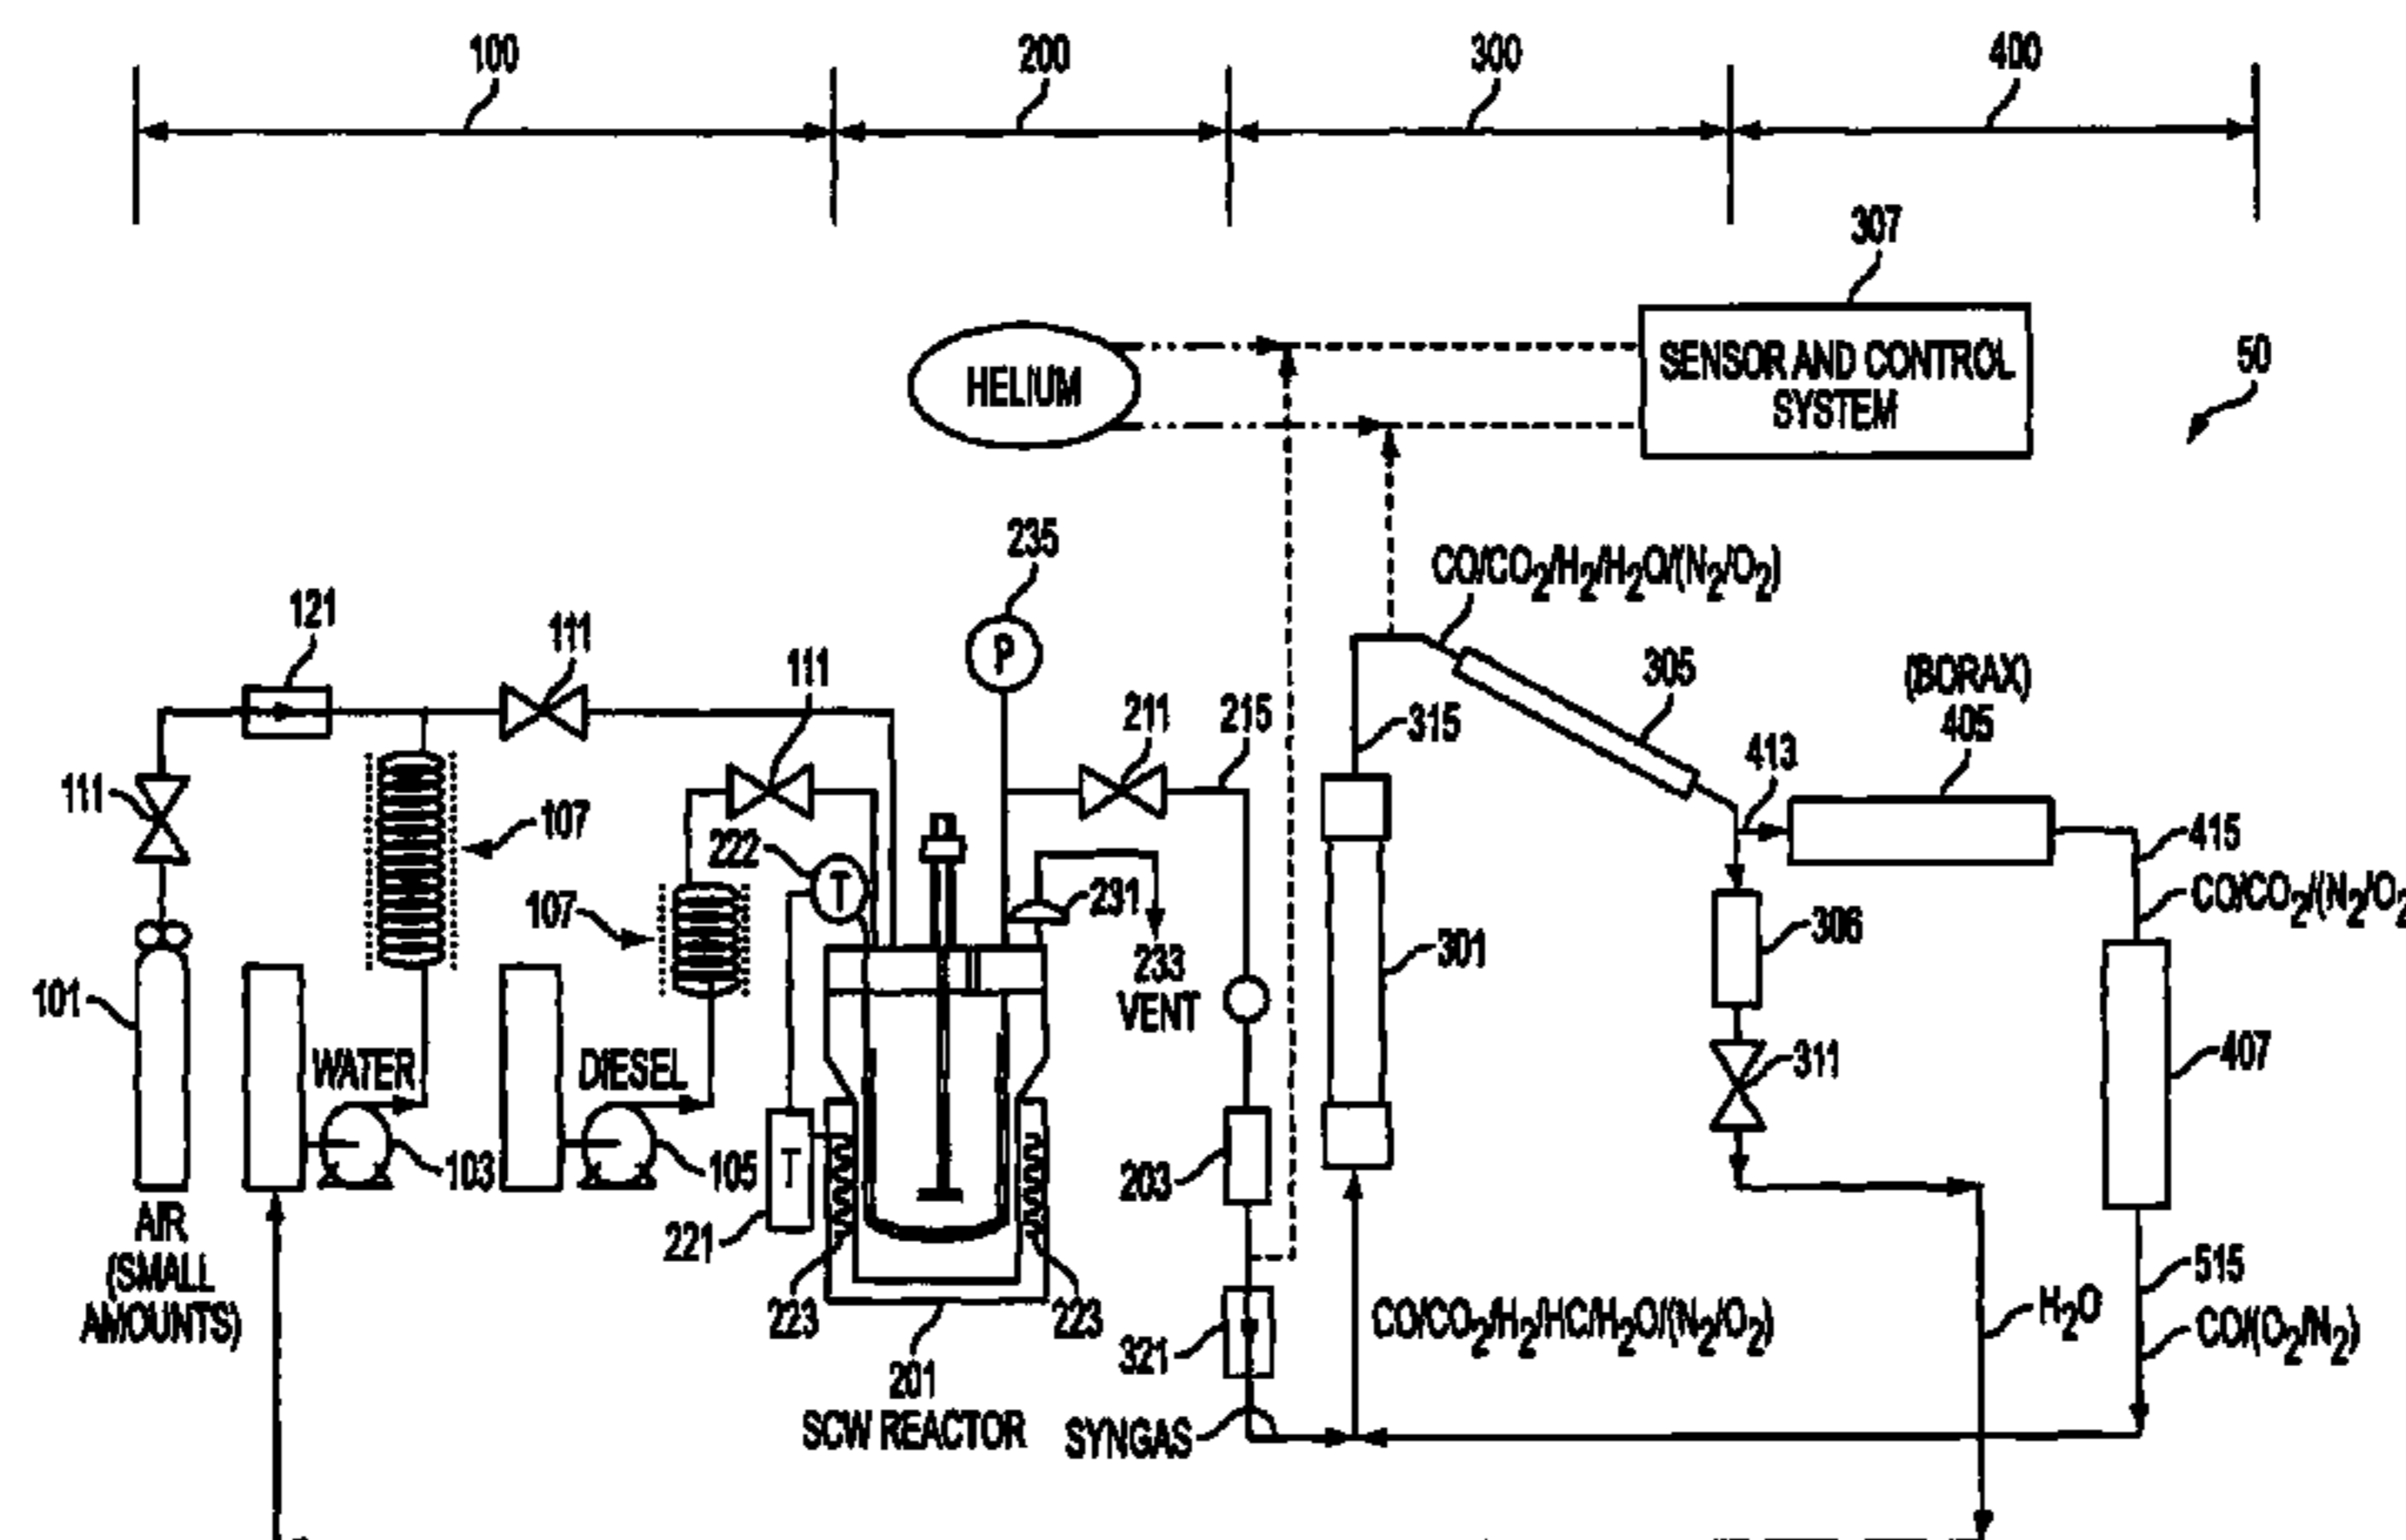 100
200
300
400
307
HELIUM
SENSOR AND CONTROL
SYSTEM
50
235
P
CO/CO2/H2/H2O/(N2/O2)
121
111
111
211
215
315
305
(BORAX)
405
413
111
107
222
T
107
231
233
VENT
301
306
415
CO/CO2/(N2/O2
101
WATER
103
DIESEL
105
T
221
203
311
407
AIR
(SMALL
AMOUNTS)
223
223
201
SCW REACTOR
321
SYNGAS
CO/CO2/H2/HC/H2O/(N2/O2)
H2O
515
CO/(O2/N2)